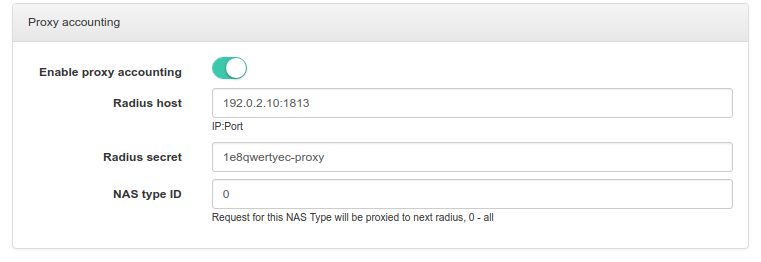 Proxy accounting
Enable proxy accounting
Radius host 192.0.2.10:1813
IP:Port
Radius secret 1e8qwertyec-proxy
NAS type ID 0
Request for this NAS Type will be proxied to next radius, 0 - all